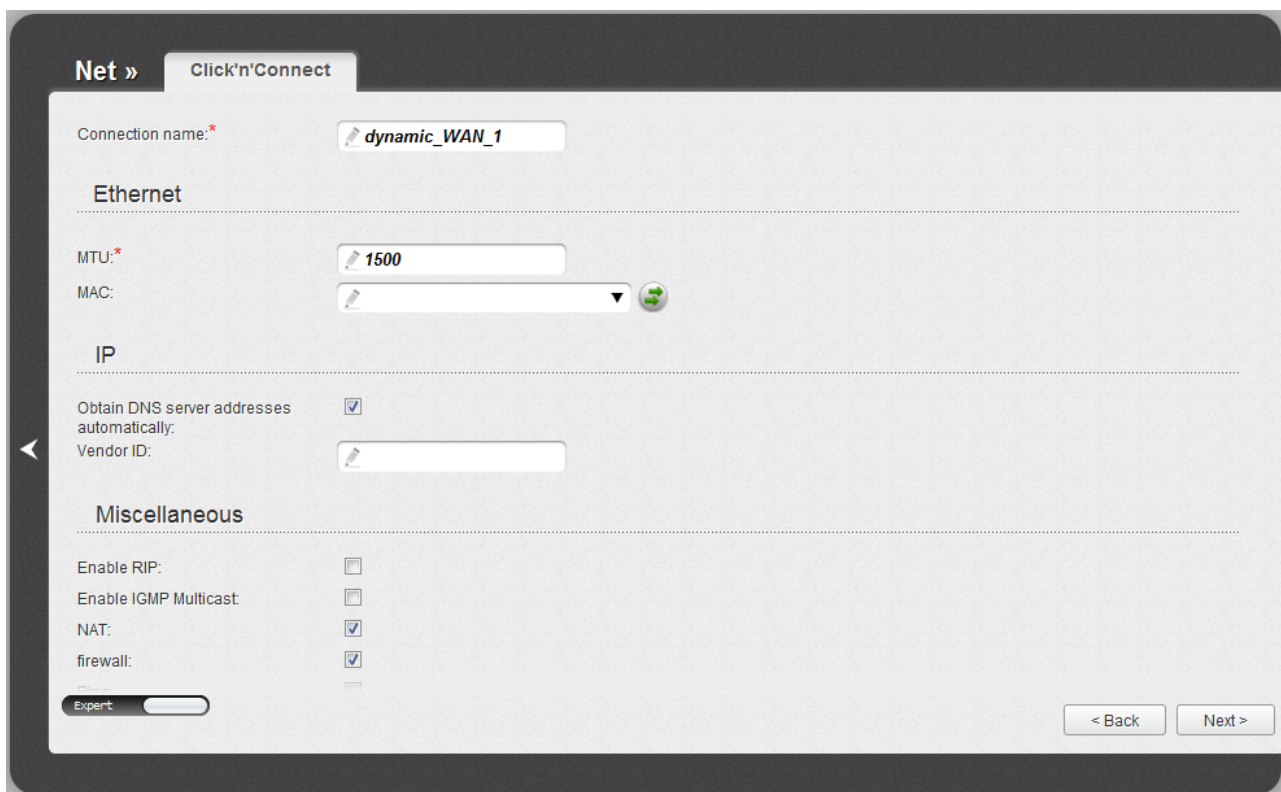 Net » Click'n'Connect
Connection name:* dynamic_WAN_1
Ethernet
MTU:* 1500
MAC:
IP
Obtain DNS server addresses
automatically:
Vendor ID:
Miscellaneous
Enable RIP:
Enable IGMP Multicast:
NAT:
firewall:
Expert
< Back Next >